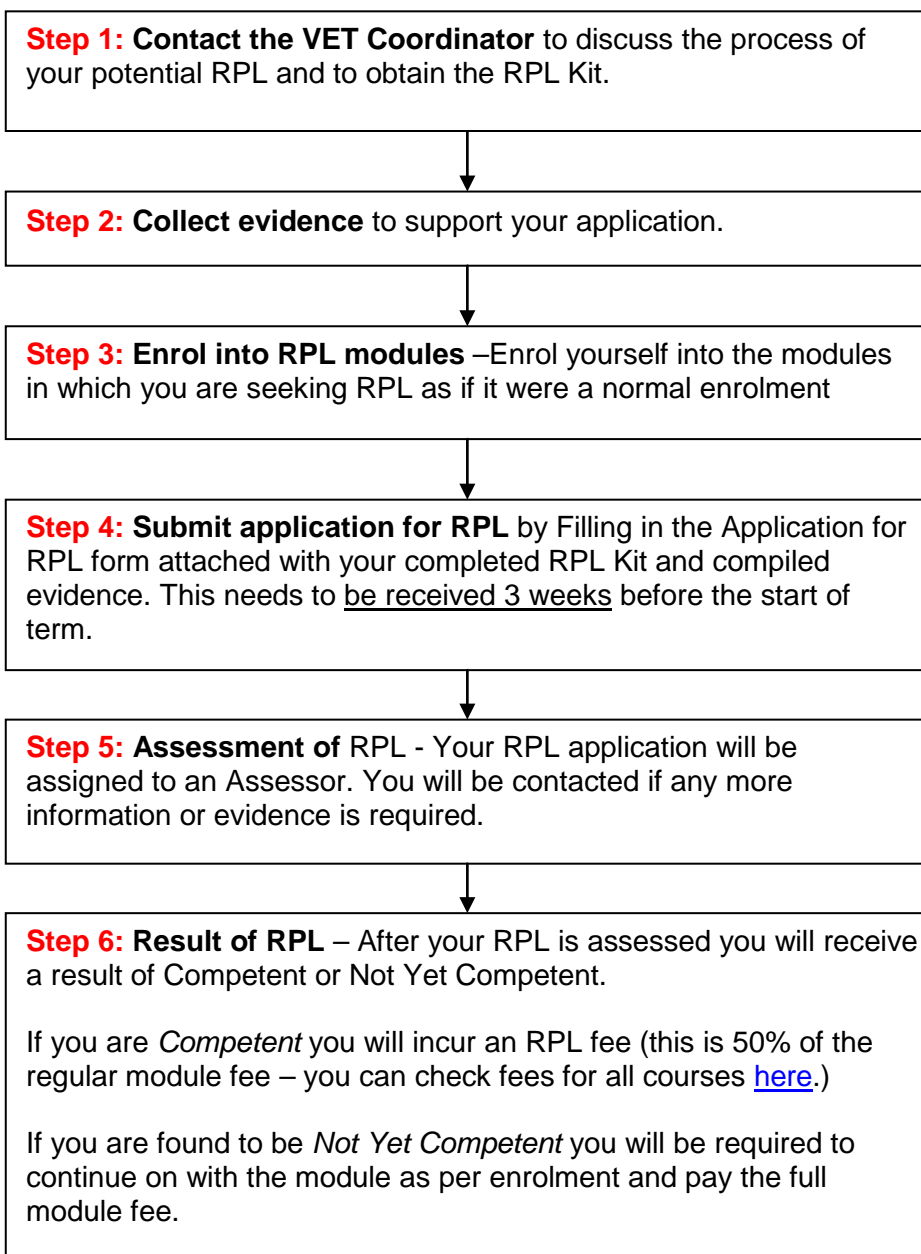 Step 1: Contact the VET Coordinator to discuss the process of
your potential RPL and to obtain the RPL Kit.
Step 2: Collect evidence to support your application.
Step 3: Enrol into RPL modules –Enrol yourself into the modules
in which you are seeking RPL as if it were a normal enrolment
Step 4: Submit application for RPL by Filling in the Application for
RPL form attached with your completed RPL Kit and compiled
evidence. This needs to be received 3 weeks before the start of
term.
Step 5: Assessment of RPL - Your RPL application will be
assigned to an Assessor. You will be contacted if any more
information or evidence is required.
Step 6: Result of RPL – After your RPL is assessed you will receive
a result of Competent or Not Yet Competent.
If you are Competent you will incur an RPL fee (this is 50% of the
regular module fee – you can check fees for all courses here.)
If you are found to be Not Yet Competent you will be required to
continue on with the module as per enrolment and pay the full
module fee.